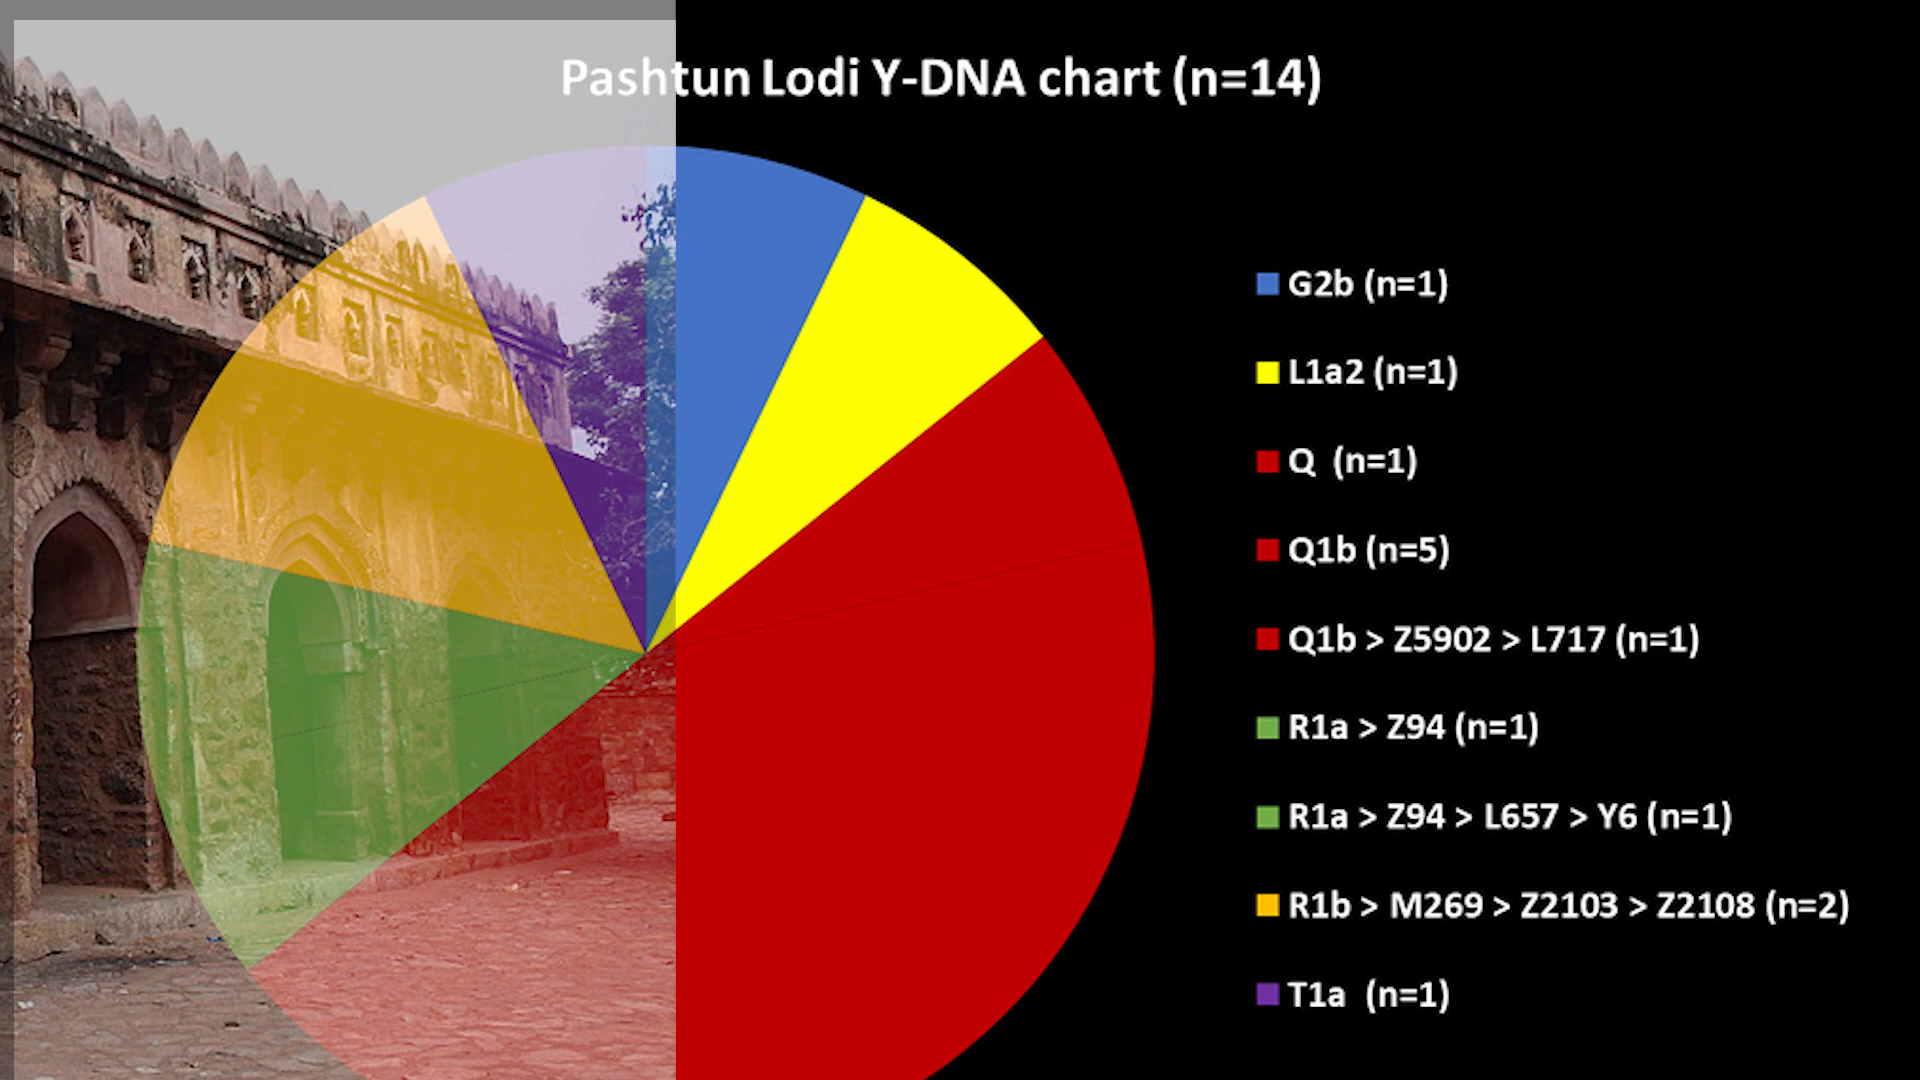 Pashtun Lodi Y-DNA chart (n=14)
G2b (n=1)
L1a2 (n=1)
Q (n=1)
Q1b (n=5)
Q1b > Z5902 > L717 (n=1)
R1a > Z94 (n=1)
R1a > Z94 > L657 > Y6 (n=1)
R1b > M269 > Z2103 > Z2108 (n=2)
T1a (n=1)